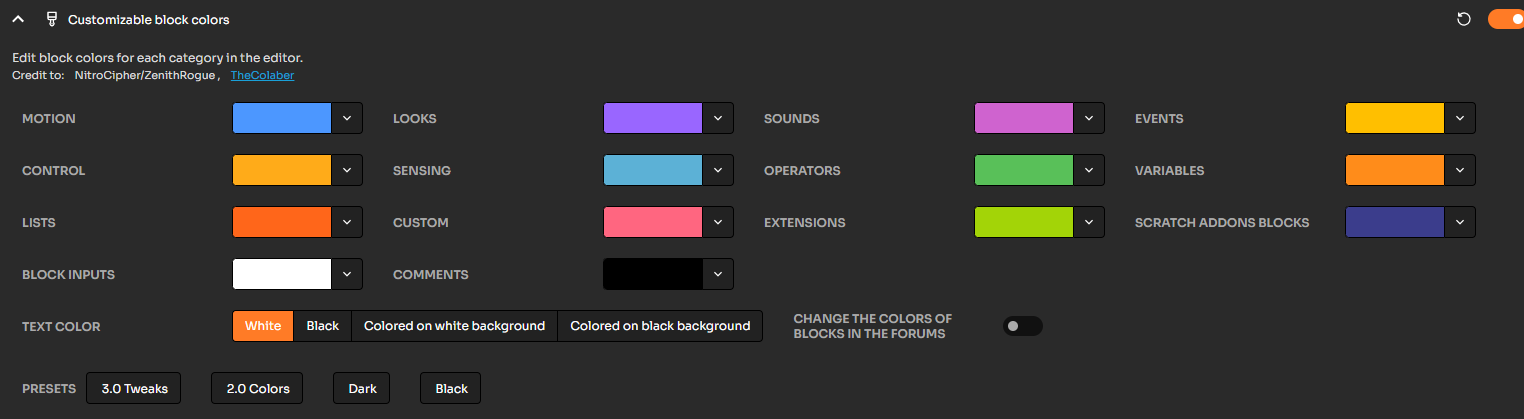 Customizable block colors
Edit block colors for each category in the editor.
Credit to: NitroCipher/ZenithRogue , TheColaber
MOTION LOOKS SOUNDS EVENTS
CONTROL SENSING OPERATORS VARIABLES
LISTS CUSTOM EXTENSIONS SCRATCH ADDONS BLOCKS
BLOCK INPUTS COMMENTS
TEXT COLOR White Black Colored on white background Colored on black background
CHANGE THE COLORS OF
BLOCKS IN THE FORUMS
PRESETS 3.0 Tweaks 2.0 Colors Dark Black